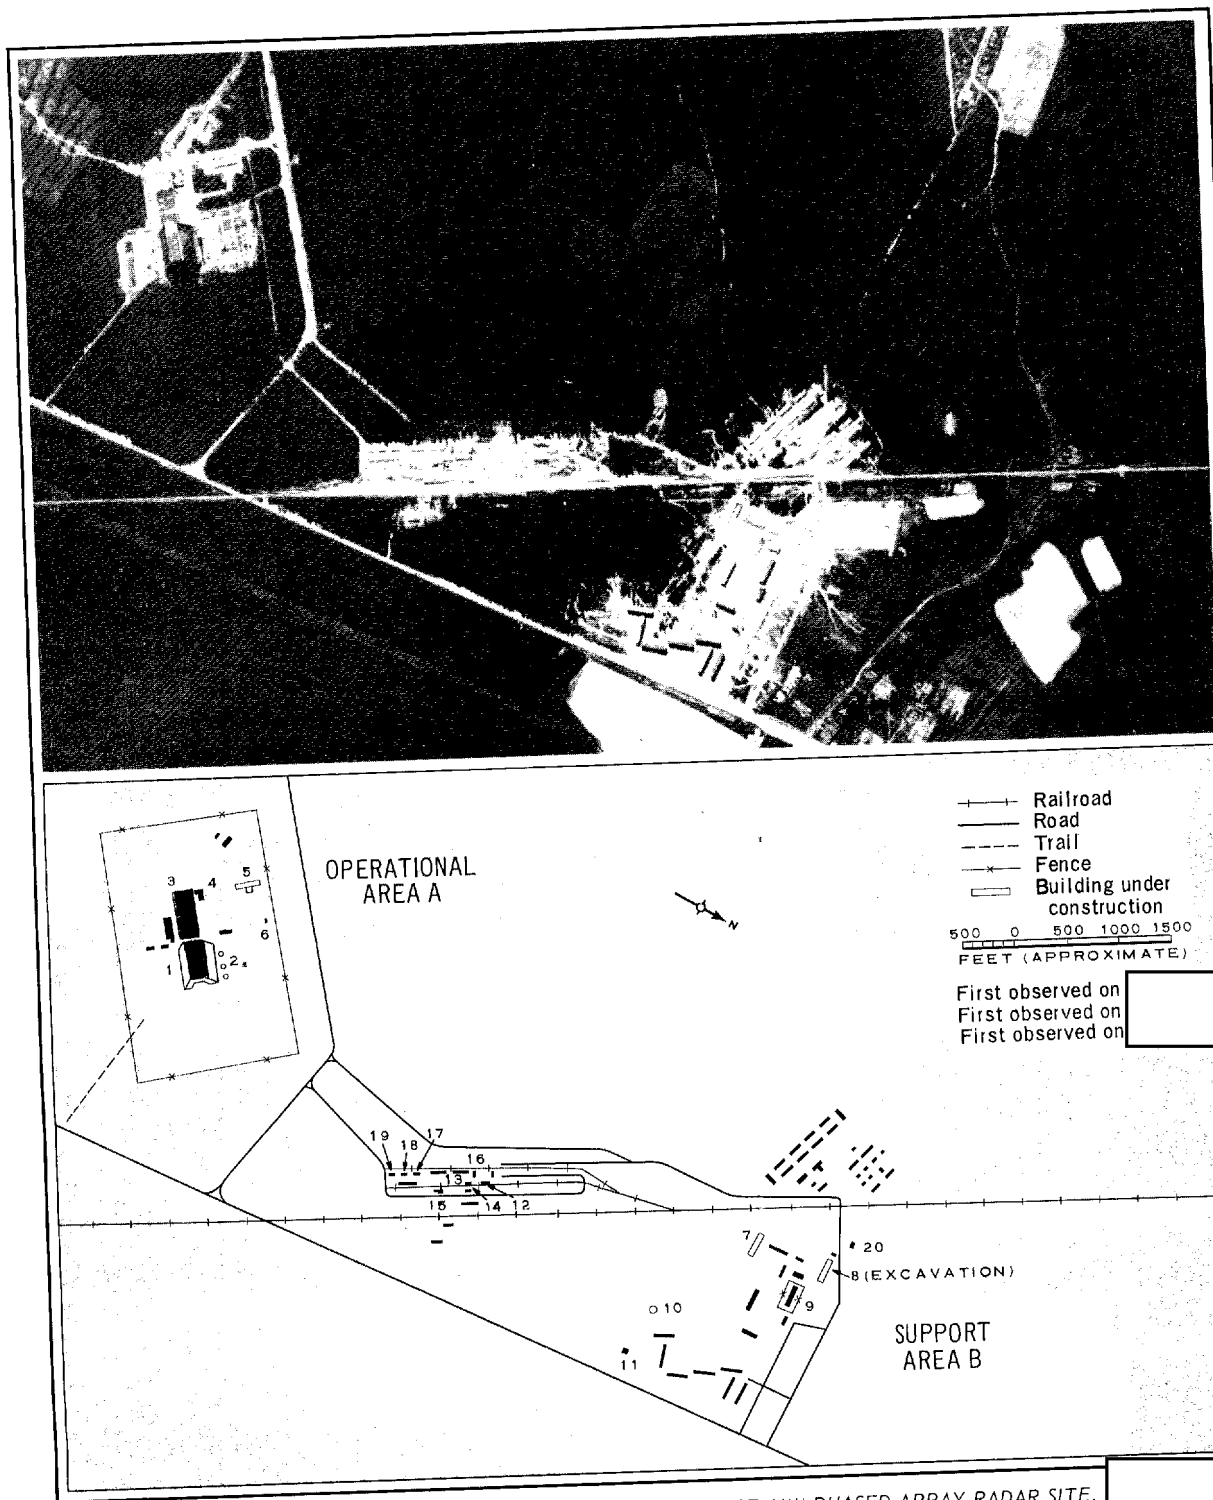 OPERATIONAL
AREA A
Railroad
Road
Trail
Fence
Building under
construction
500 0 500 1000 1500
FEET (APPROXIMATE)
First observed on
First observed on
First observed on
N
3
4
5
6
1
2
19
18
17
16
13
15
14
12
7
20
8 (EXCAVATION)
9
10
11
SUPPORT
AREA B
PHASED ARRAY RADAR SITE,